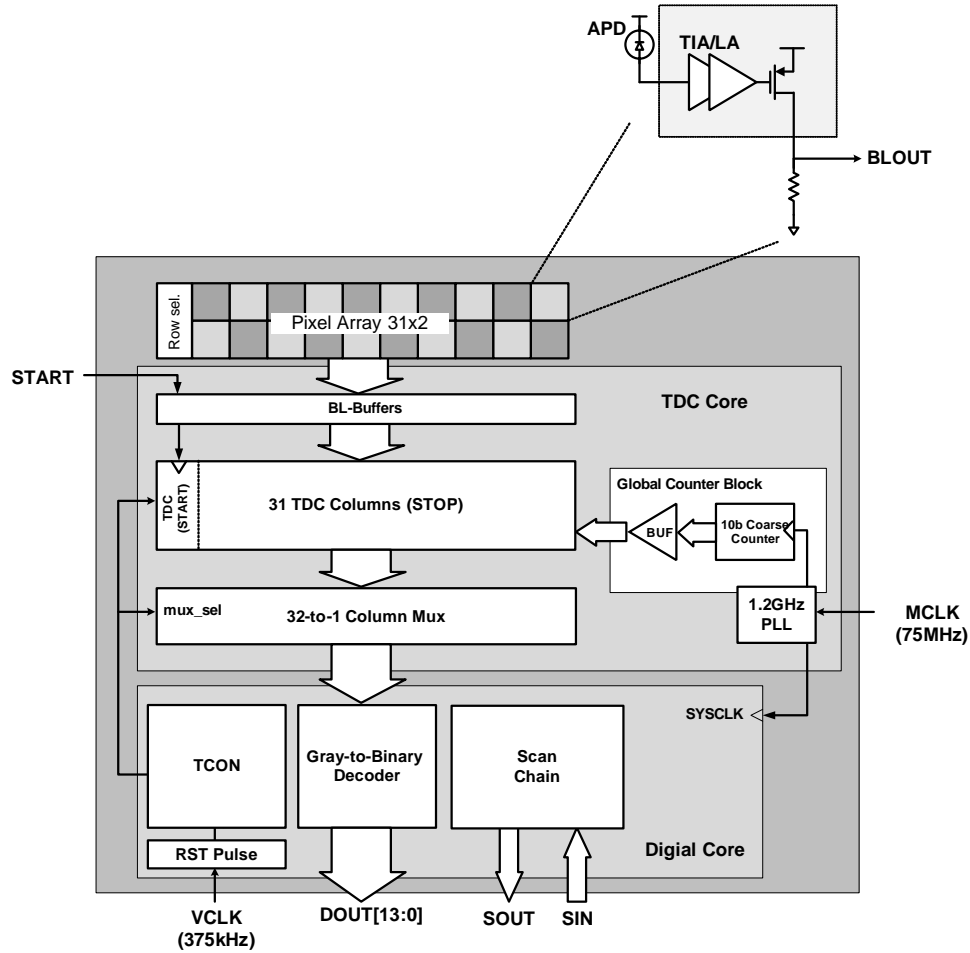 APD
TIA/LA
BLOUT
Row sel.
Pixel Array 31x2
START
TDC Core
BL-Buffers
TDC
(START)
31 TDC Columns (STOP)
Global Counter Block
BUF
10b Coarse
Counter
mux_sel
32-to-1 Column Mux
1.2GHz
PLL
MCLK
(75MHz)
SYSCLK
TCON
Gray-to-Binary
Decoder
Scan
Chain
RST Pulse
Digial Core
VCLK
(375kHz)
DOUT[13:0]
SOUT
SIN